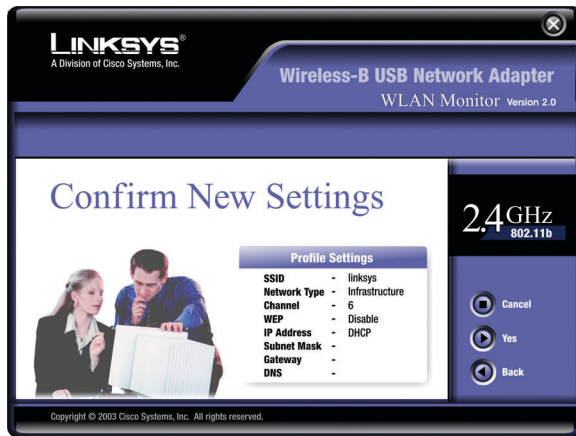 LINKSYS®
A Division of Cisco Systems, Inc.
Wireless-B USB Network Adapter
WLAN Monitor Version 2.0
Confirm New Settings
2.4 GHz
802.11b
Profile Settings
SSID - linksys
Network Type - Infrastructure
Channel - 6
WEP - Disable
IP Address - DHCP
Subnet Mask -
Gateway -
DNS -
Cancel
Yes
Back
Copyright © 2003 Cisco Systems, Inc. All rights reserved.